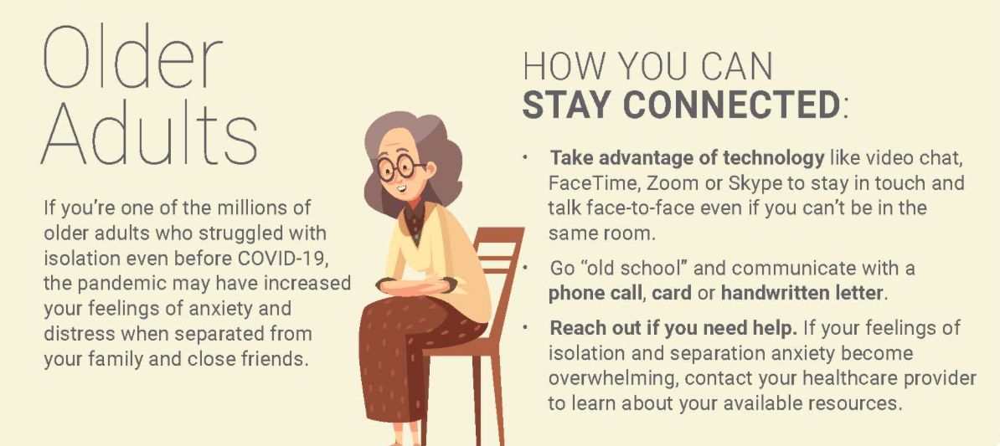 Older
Adults
If you're one of the millions of
older adults who struggled with
isolation even before COVID-19,
the pandemic may have increased
your feelings of anxiety and
distress when separated from
your family and close friends.
HOW YOU CAN
STAY CONNECTED:
• Take advantage of technology like video chat,
FaceTime, Zoom or Skype to stay in touch and
talk face-to-face even if you can't be in the
same room.
• Go “old school” and communicate with a
phone call, card or handwritten letter.
• Reach out if you need help. If your feelings of
isolation and separation anxiety become
overwhelming, contact your healthcare provider
to learn about your available resources.